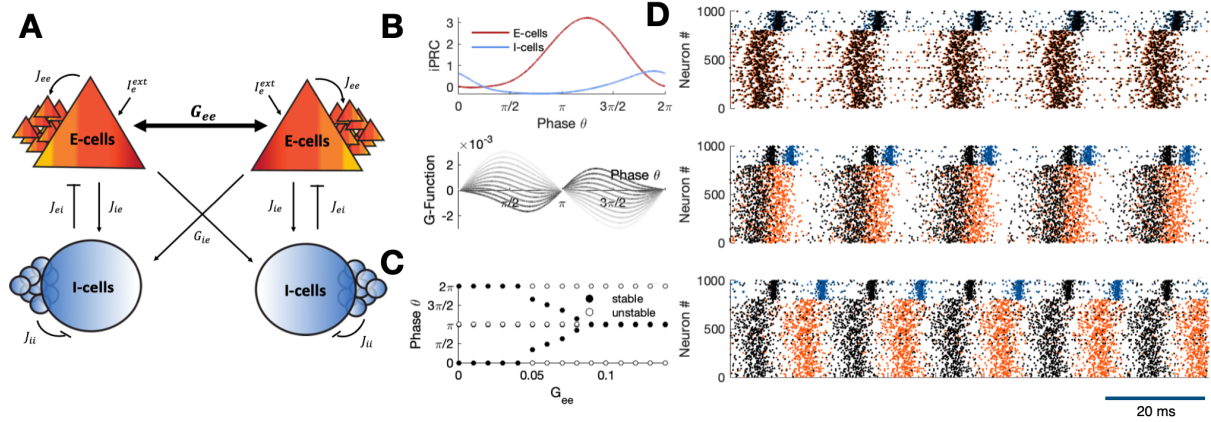 A
J_ee
I_e^ext
G_ee
I_e^ext
J_ee
E-cells
E-cells
J_ei
J_ie
G_ie
J_ie
J_ei
I-cells
I-cells
J_ii
J_ii
B
iPRC
3
2
1
0
E-cells
I-cells
0
π/2
π
3π/2
2π
Phase θ
×10^-3
G-Function
2
0
-2
Phase θ
π/2
π
3π/2
C
Phase θ
2π
3π/2
π
π/2
0
stable
unstable
0
0.05
0.1
G_ee
D
Neuron #
1000
500
0
Neuron #
1000
500
0
Neuron #
1000
500
0
20 ms